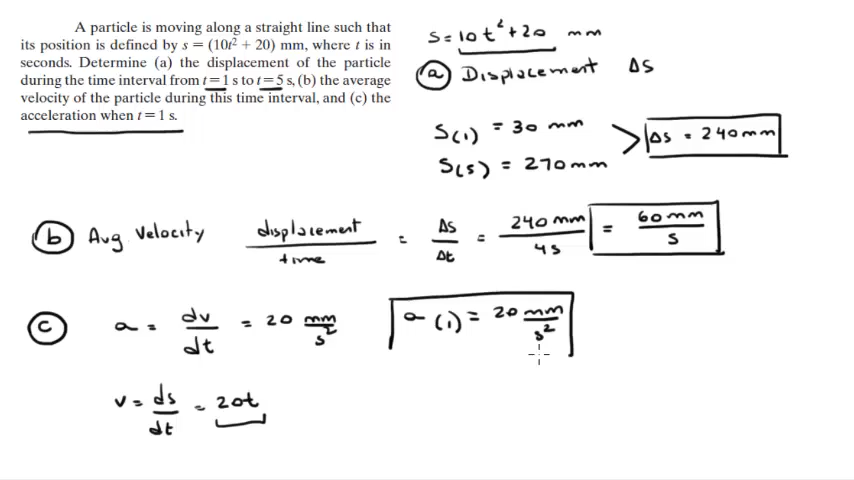 A particle is moving along a straight line such that
its position is defined by s = (10t² + 20) mm, where t is in
seconds. Determine (a) the displacement of the particle
during the time interval from t = 1 s to t = 5 s, (b) the average
velocity of the particle during this time interval, and (c) the
acceleration when t = 1 s.
s = 10t² + 20 mm
(a) Displacement Δs
S(1) = 30 mm
S(5) = 270 mm
> Δs = 240 mm
(b) Avg Velocity displacement/time = Δs/Δt = 240 mm/4s = 60 mm/s
(c) a = dv/dt = 20 mm/s² a(1) = 20 mm/s²
v = ds/dt = 20t